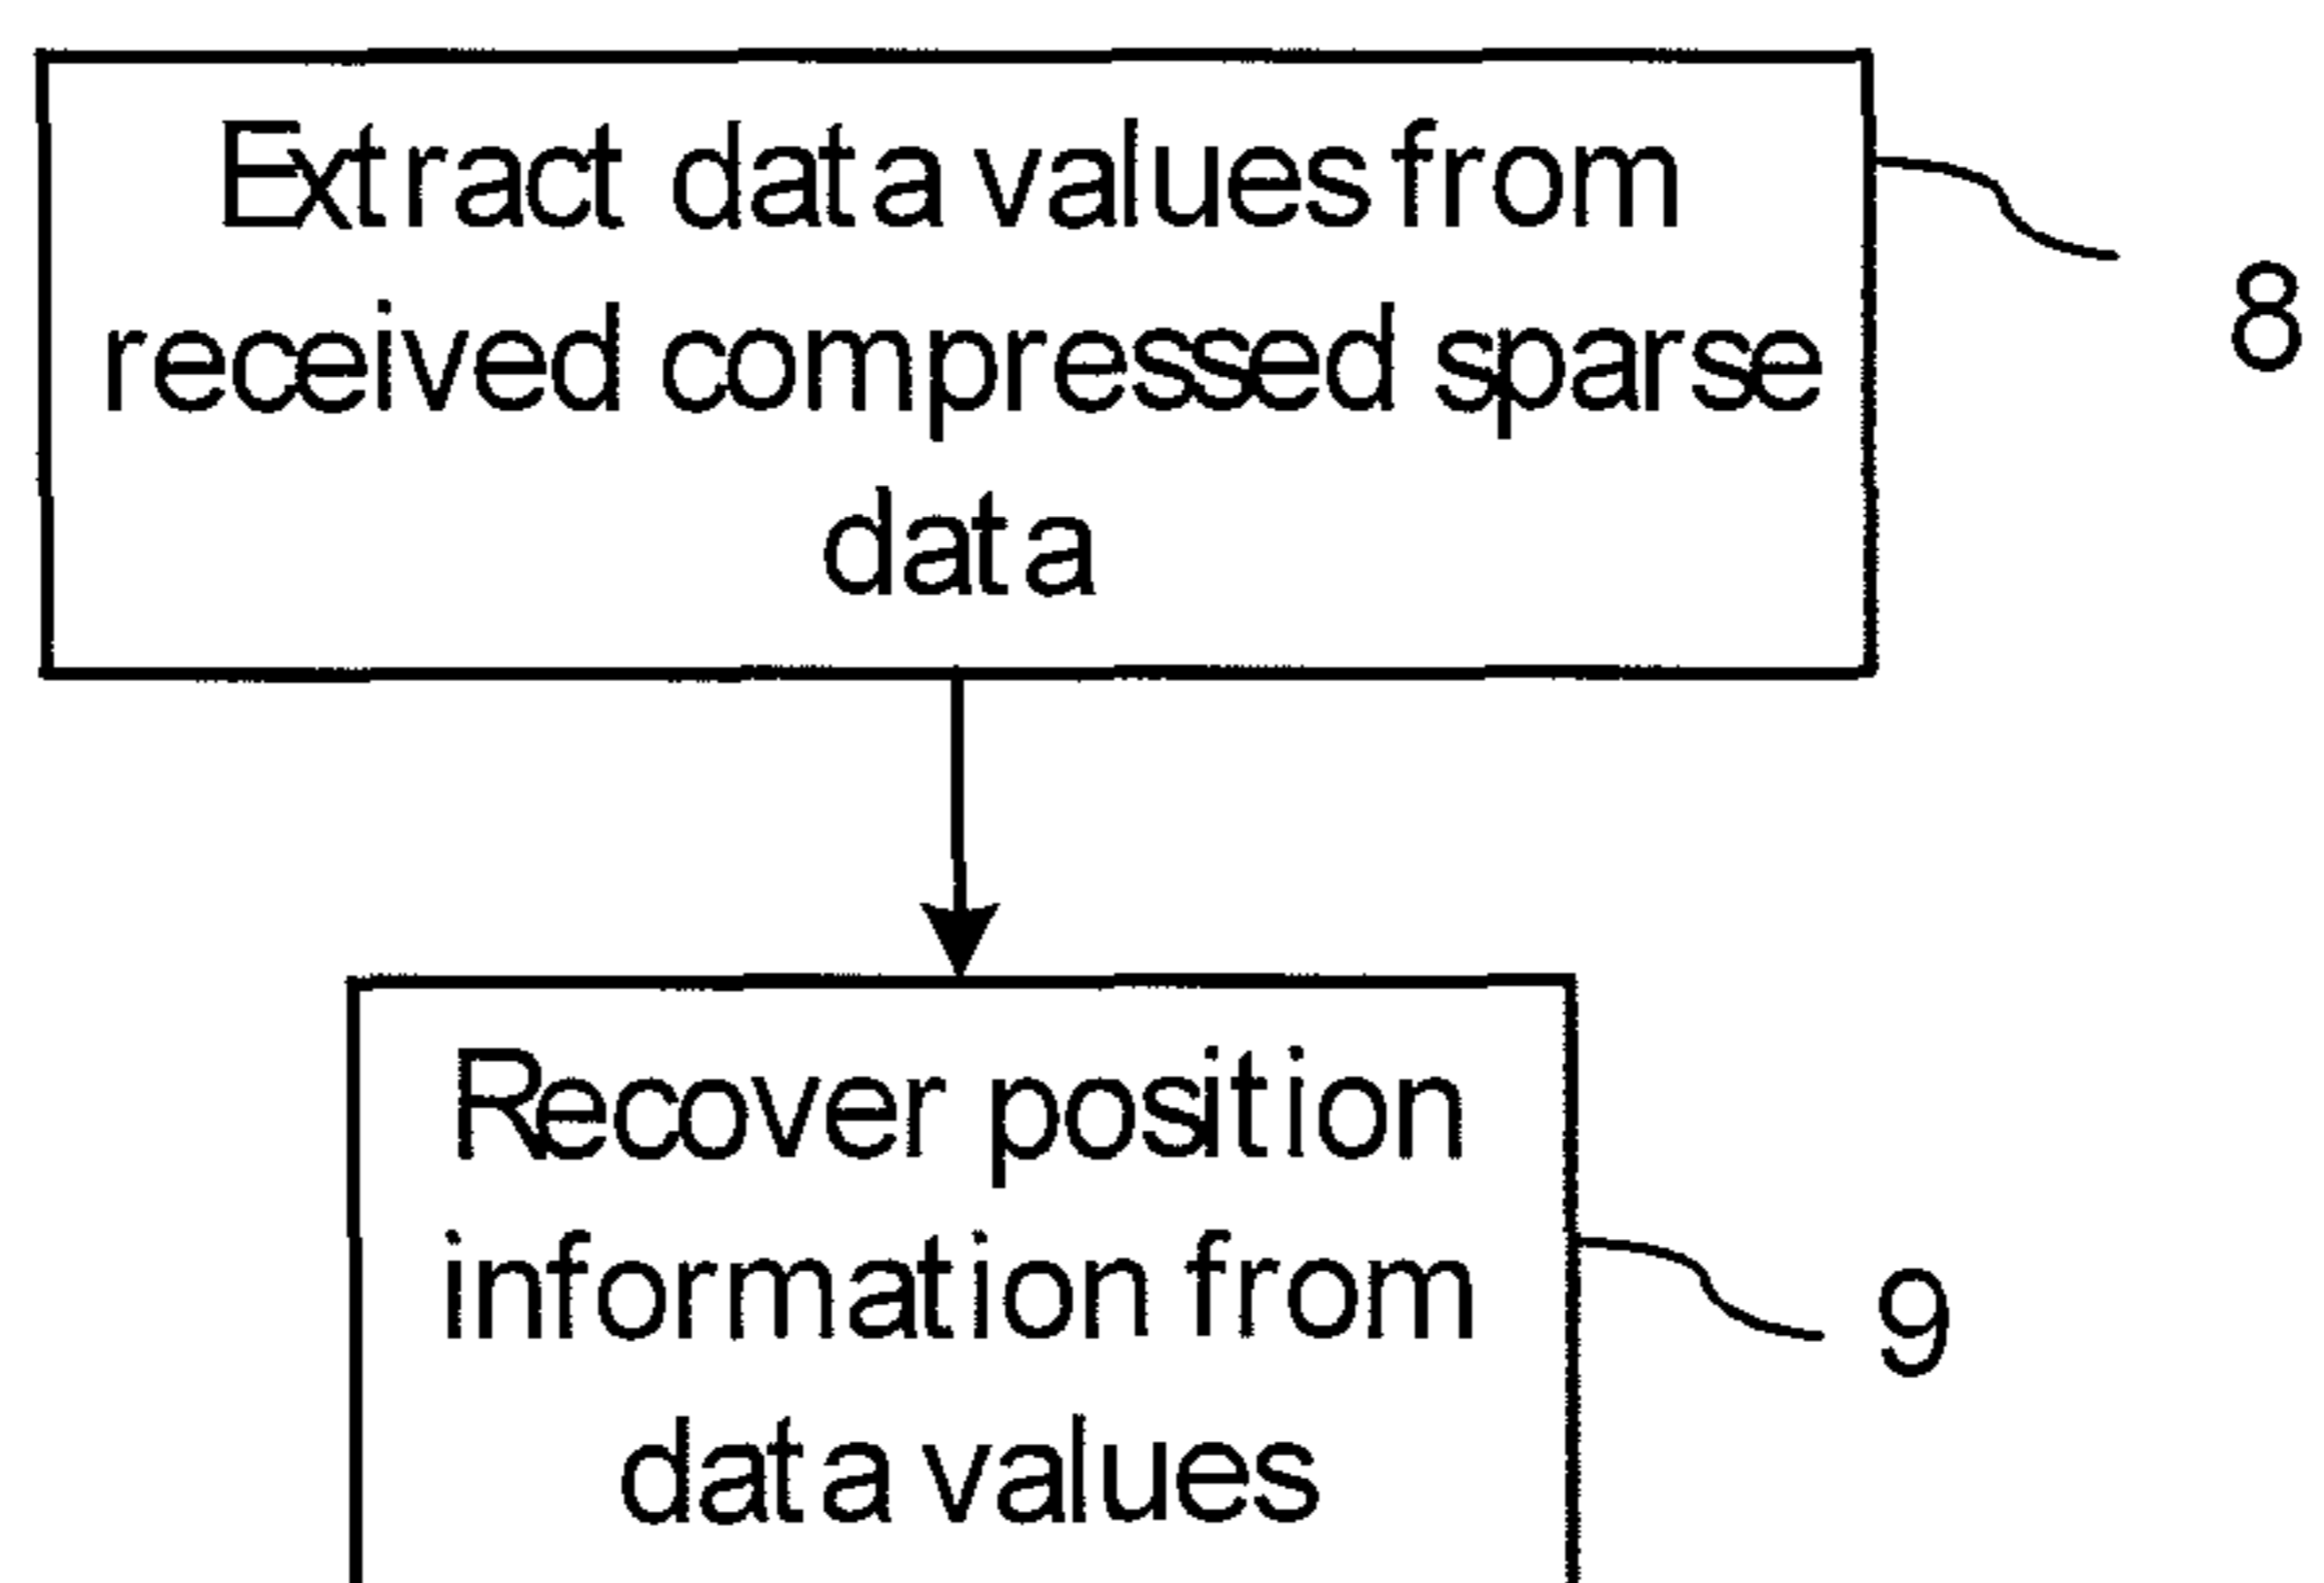 Extract data values from
received compressed sparse
data
8
Recover position
information from
data values
9